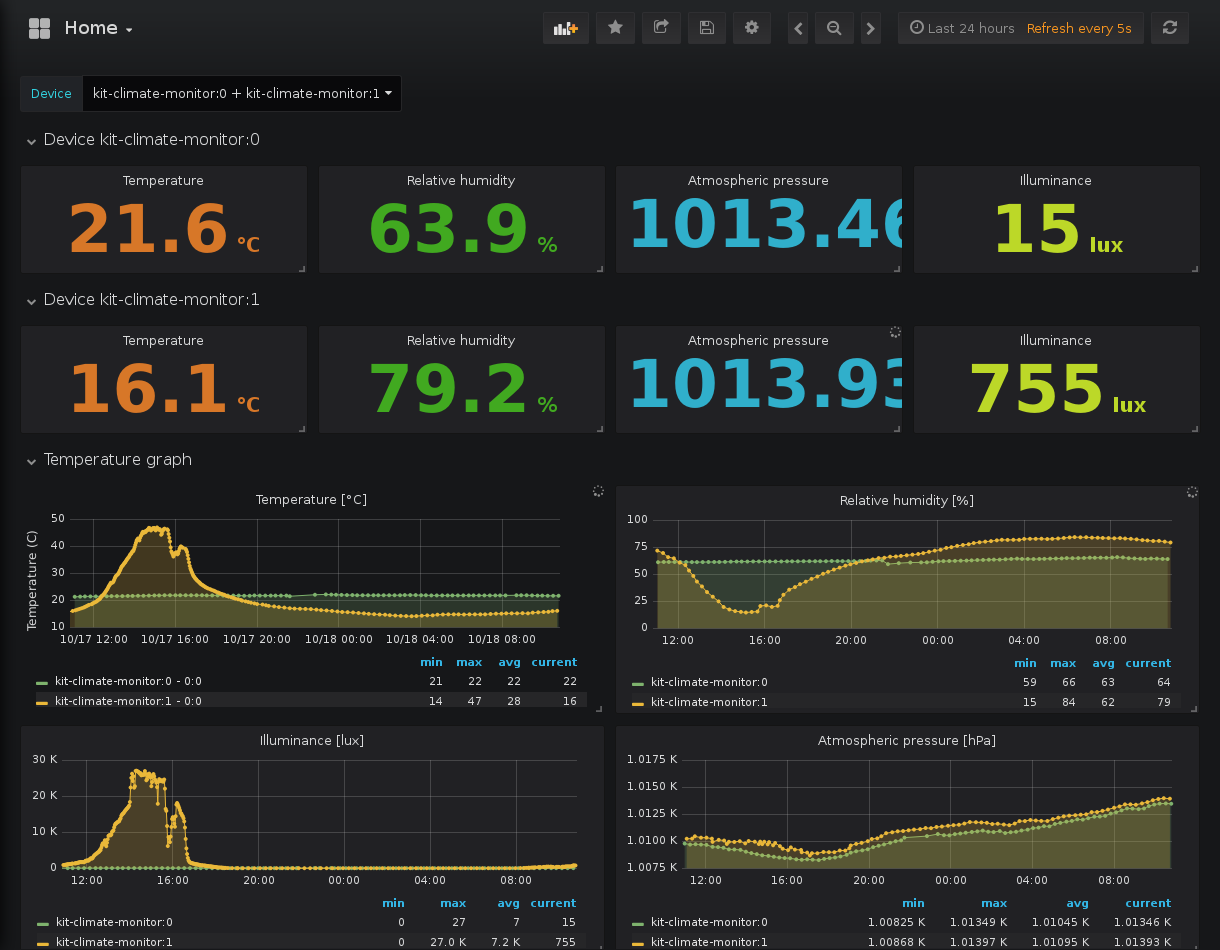 Home
Last 24 hours Refresh every 5s
Device kit-climate-monitor:0 + kit-climate-monitor:1
Device kit-climate-monitor:0
Temperature Relative humidity Atmospheric pressure Illuminance
21.6 °C 63.9 % 1013.46 15 lux
Device kit-climate-monitor:1
Temperature Relative humidity Atmospheric pressure Illuminance
16.1 °C 79.2 % 1013.93 755 lux
Temperature graph
Temperature [°C]
Temperature (C)
50
40
30
20
10
10/17 12:00 10/17 16:00 10/17 20:00 10/18 00:00 10/18 04:00 10/18 08:00
min max avg current
kit-climate-monitor:0 - 0:0 21 22 22 22
kit-climate-monitor:1 - 0:0 14 47 28 16
Relative humidity [%]
100
75
50
25
0
12:00 16:00 20:00 00:00 04:00 08:00
min max avg current
kit-climate-monitor:0 59 66 63 64
kit-climate-monitor:1 15 84 62 79
Illuminance [lux]
30 K
20 K
10 K
0
12:00 16:00 20:00 00:00 04:00 08:00
min max avg current
kit-climate-monitor:0 0 27 7 15
kit-climate-monitor:1 0 27.0 K 7.2 K 755
Atmospheric pressure [hPa]
1.0175 K
1.0150 K
1.0125 K
1.0100 K
1.0075 K
12:00 16:00 20:00 00:00 04:00 08:00
min max avg current
kit-climate-monitor:0 1.00825 K 1.01349 K 1.01045 K 1.01346 K
kit-climate-monitor:1 1.00868 K 1.01397 K 1.01095 K 1.01393 K